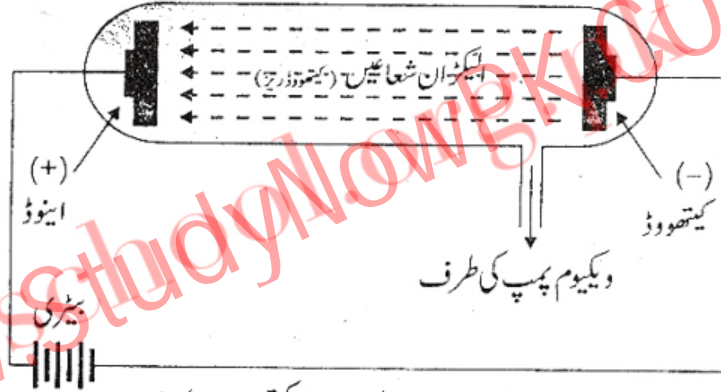 الیکٹران شعاعیں (کیتھوڈ ریز)
(+)
اینوڈ
(-)
کیتھوڈ
ویکیوم پمپ کی طرف
بیٹری